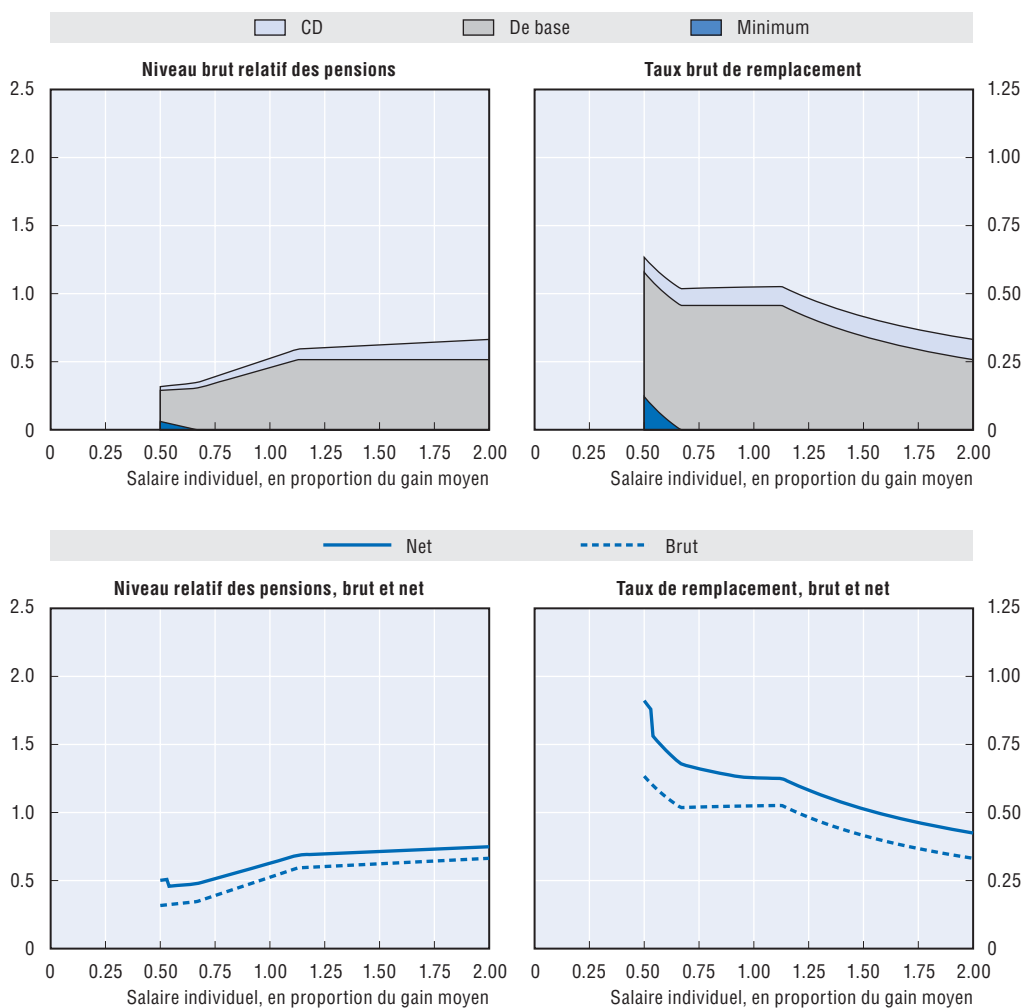 CD De base Minimum
Niveau brut relatif des pensions
2.5
2.0
1.5
1.0
0.5
0
0 0.25 0.50 0.75 1.00 1.25 1.50 1.75 2.00
Salaire individuel, en proportion du gain moyen
Taux brut de remplacement
1.25
1.00
0.75
0.50
0.25
0
0 0.25 0.50 0.75 1.00 1.25 1.50 1.75 2.00
Salaire individuel, en proportion du gain moyen
Net Brut
Niveau relatif des pensions, brut et net
2.5
2.0
1.5
1.0
0.5
0
0 0.25 0.50 0.75 1.00 1.25 1.50 1.75 2.00
Salaire individuel, en proportion du gain moyen
Taux de remplacement, brut et net
1.25
1.00
0.75
0.50
0.25
0
0 0.25 0.50 0.75 1.00 1.25 1.50 1.75 2.00
Salaire individuel, en proportion du gain moyen